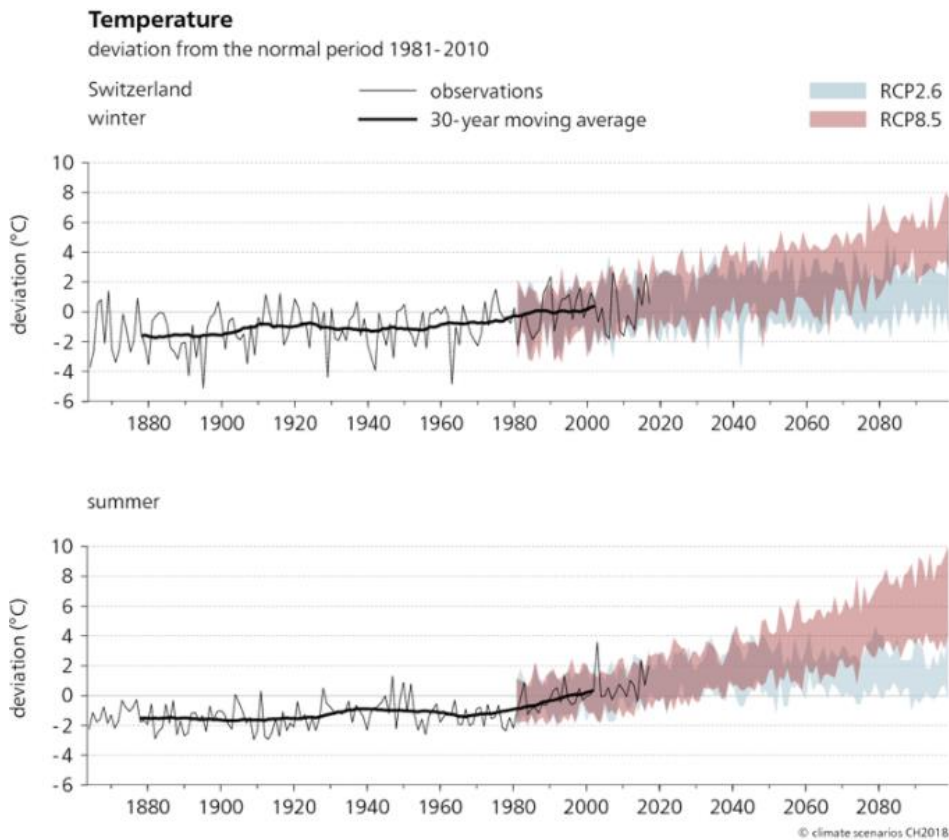 Temperature
deviation from the normal period 1981-2010
Switzerland observations RCP2.6
winter 30-year moving average RCP8.5
10
8
6
4
2
0
-2
-4
-6
deviation (°C)
1880 1900 1920 1940 1960 1980 2000 2020 2040 2060 2080
summer
10
8
6
4
2
0
-2
-4
-6
deviation (°C)
1880 1900 1920 1940 1960 1980 2000 2020 2040 2060 2080
© climate scenarios CH2018